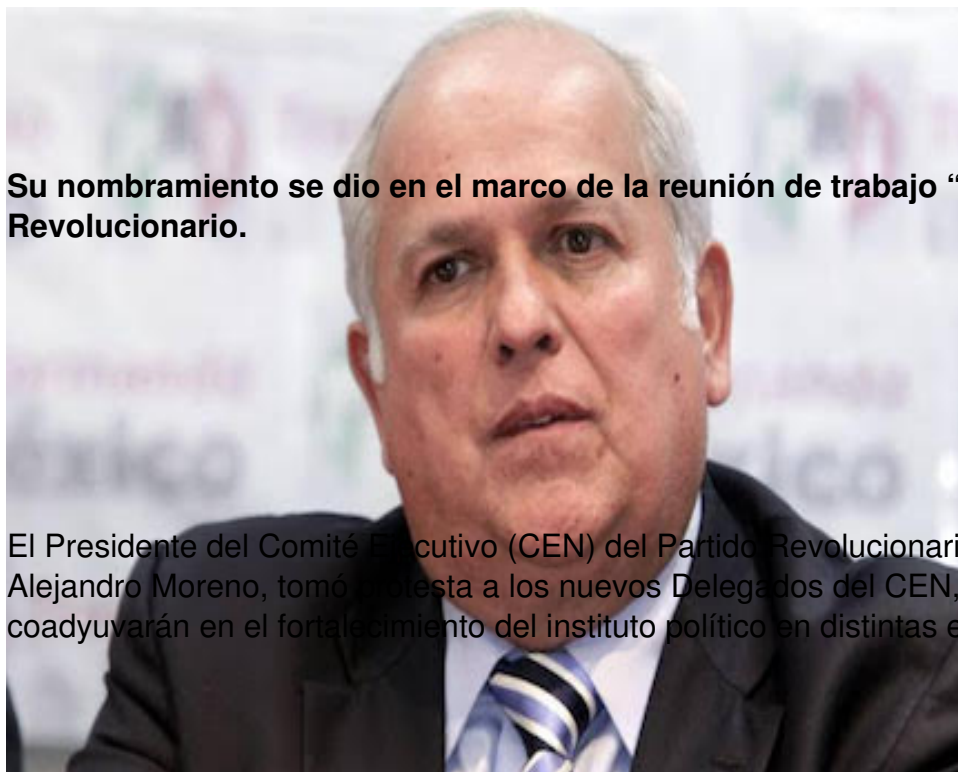 Su nombramiento se dio en el marco de la reunión de trabajo “
Revolucionario.
México
El Presidente del Comité Ejecutivo (CEN) del Partido Revolucionari
Alejandro Moreno, tomó protesta a los nuevos Delegados del CEN,
coadyuvarán en el fortalecimiento del instituto político en distintas e